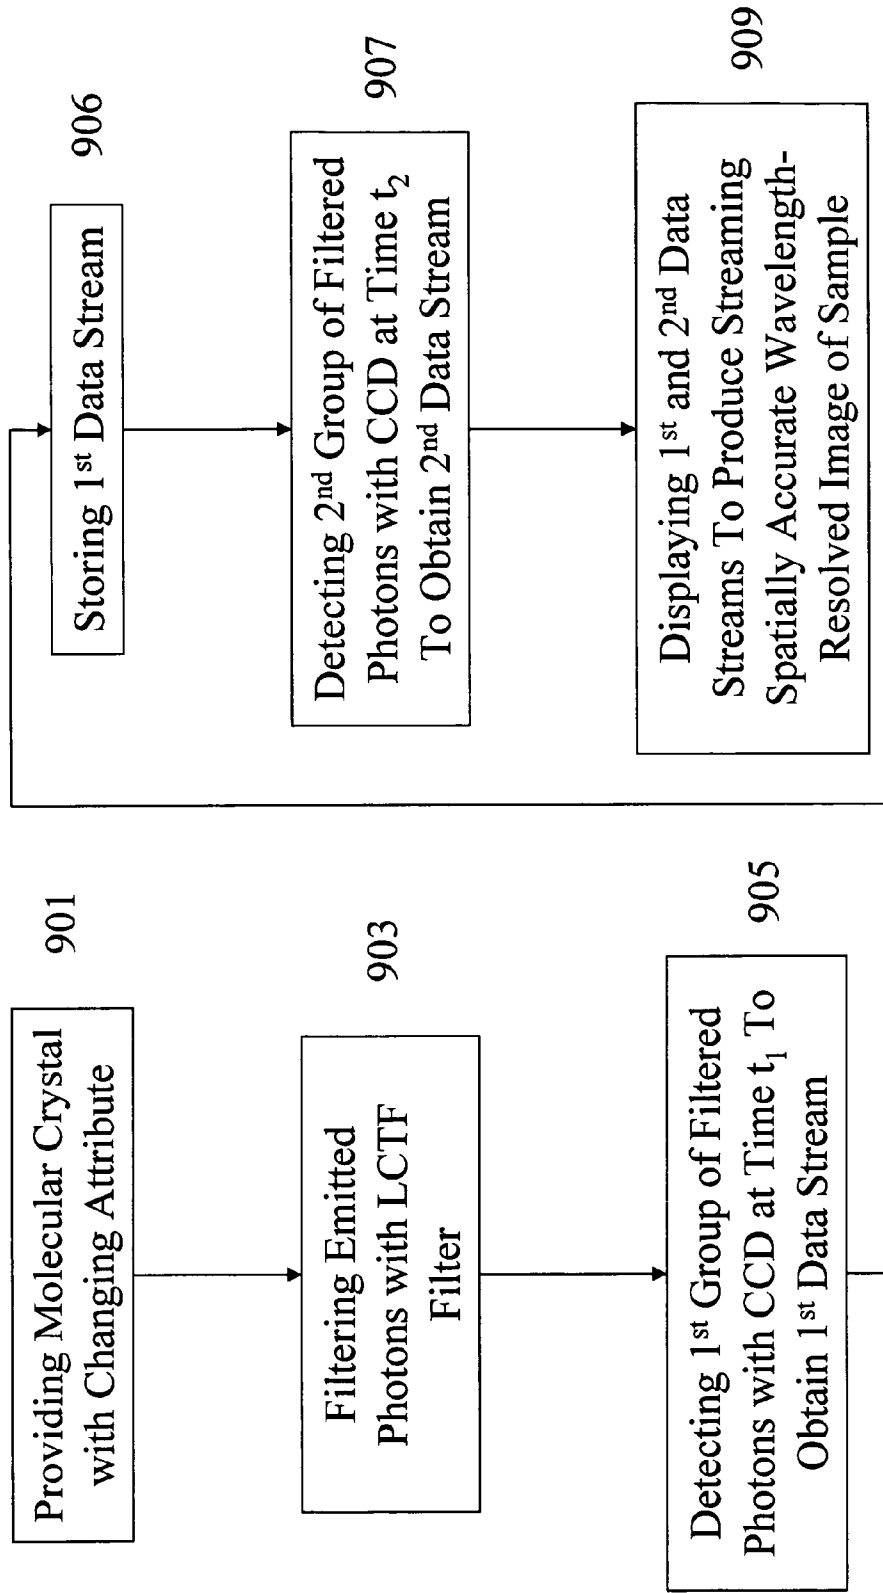 Providing Molecular Crystal
with Changing Attribute
901
Filtering Emitted
Photons with LCTF
Filter
903
Detecting 1st Group of Filtered
Photons with CCD at Time t1 To
Obtain 1st Data Stream
905
Storing 1st Data Stream
906
Detecting 2nd Group of Filtered
Photons with CCD at Time t2
To Obtain 2nd Data Stream
907
Displaying 1st and 2nd Data
Streams To Produce Streaming
Spatially Accurate Wavelength-
Resolved Image of Sample
909